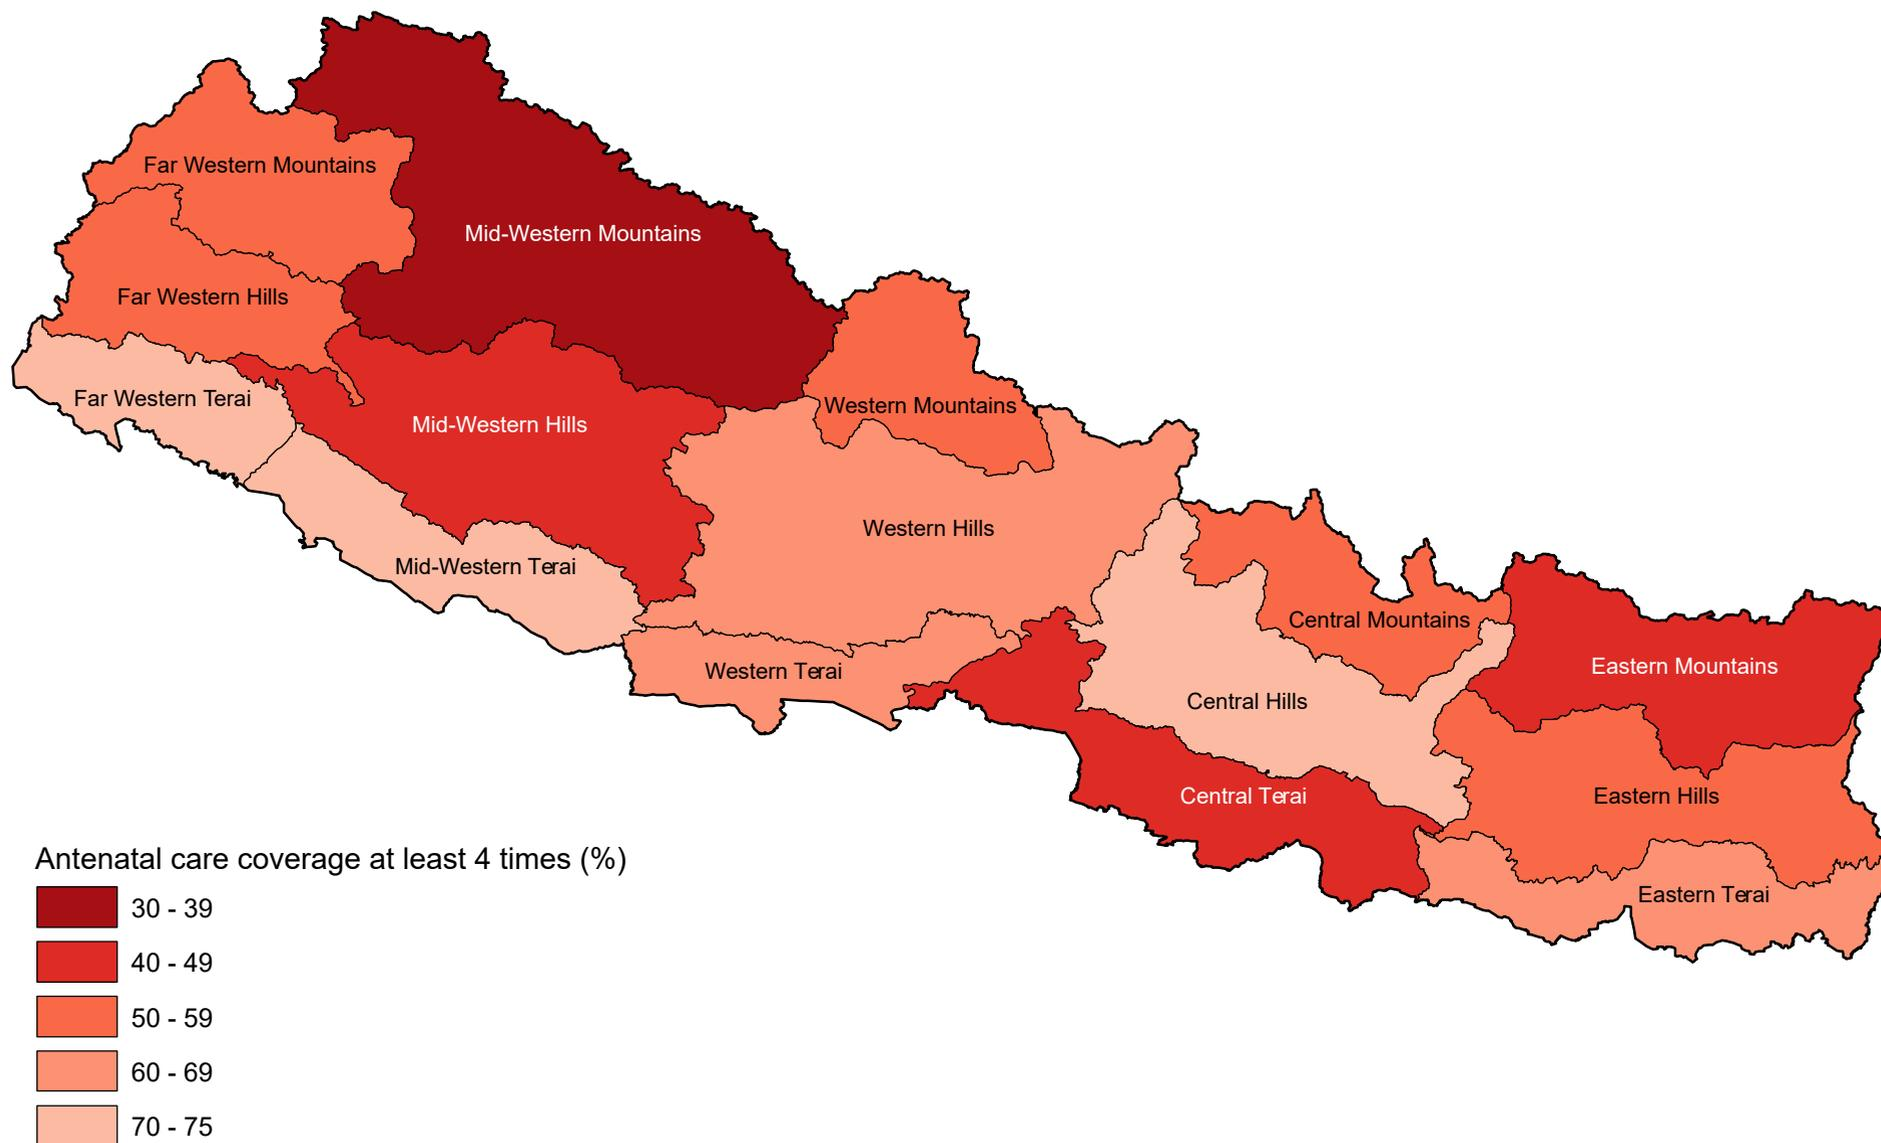 Far Western Mountains
Mid-Western Mountains
Far Western Hills
Far Western Terai
Western Mountains
Mid-Western Hills
Western Hills
Mid-Western Terai
Central Mountains
Western Terai
Eastern Mountains
Central Hills
Central Terai
Eastern Hills
Eastern Terai
Antenatal care coverage at least 4 times (%)
30 - 39
40 - 49
50 - 59
60 - 69
70 - 75